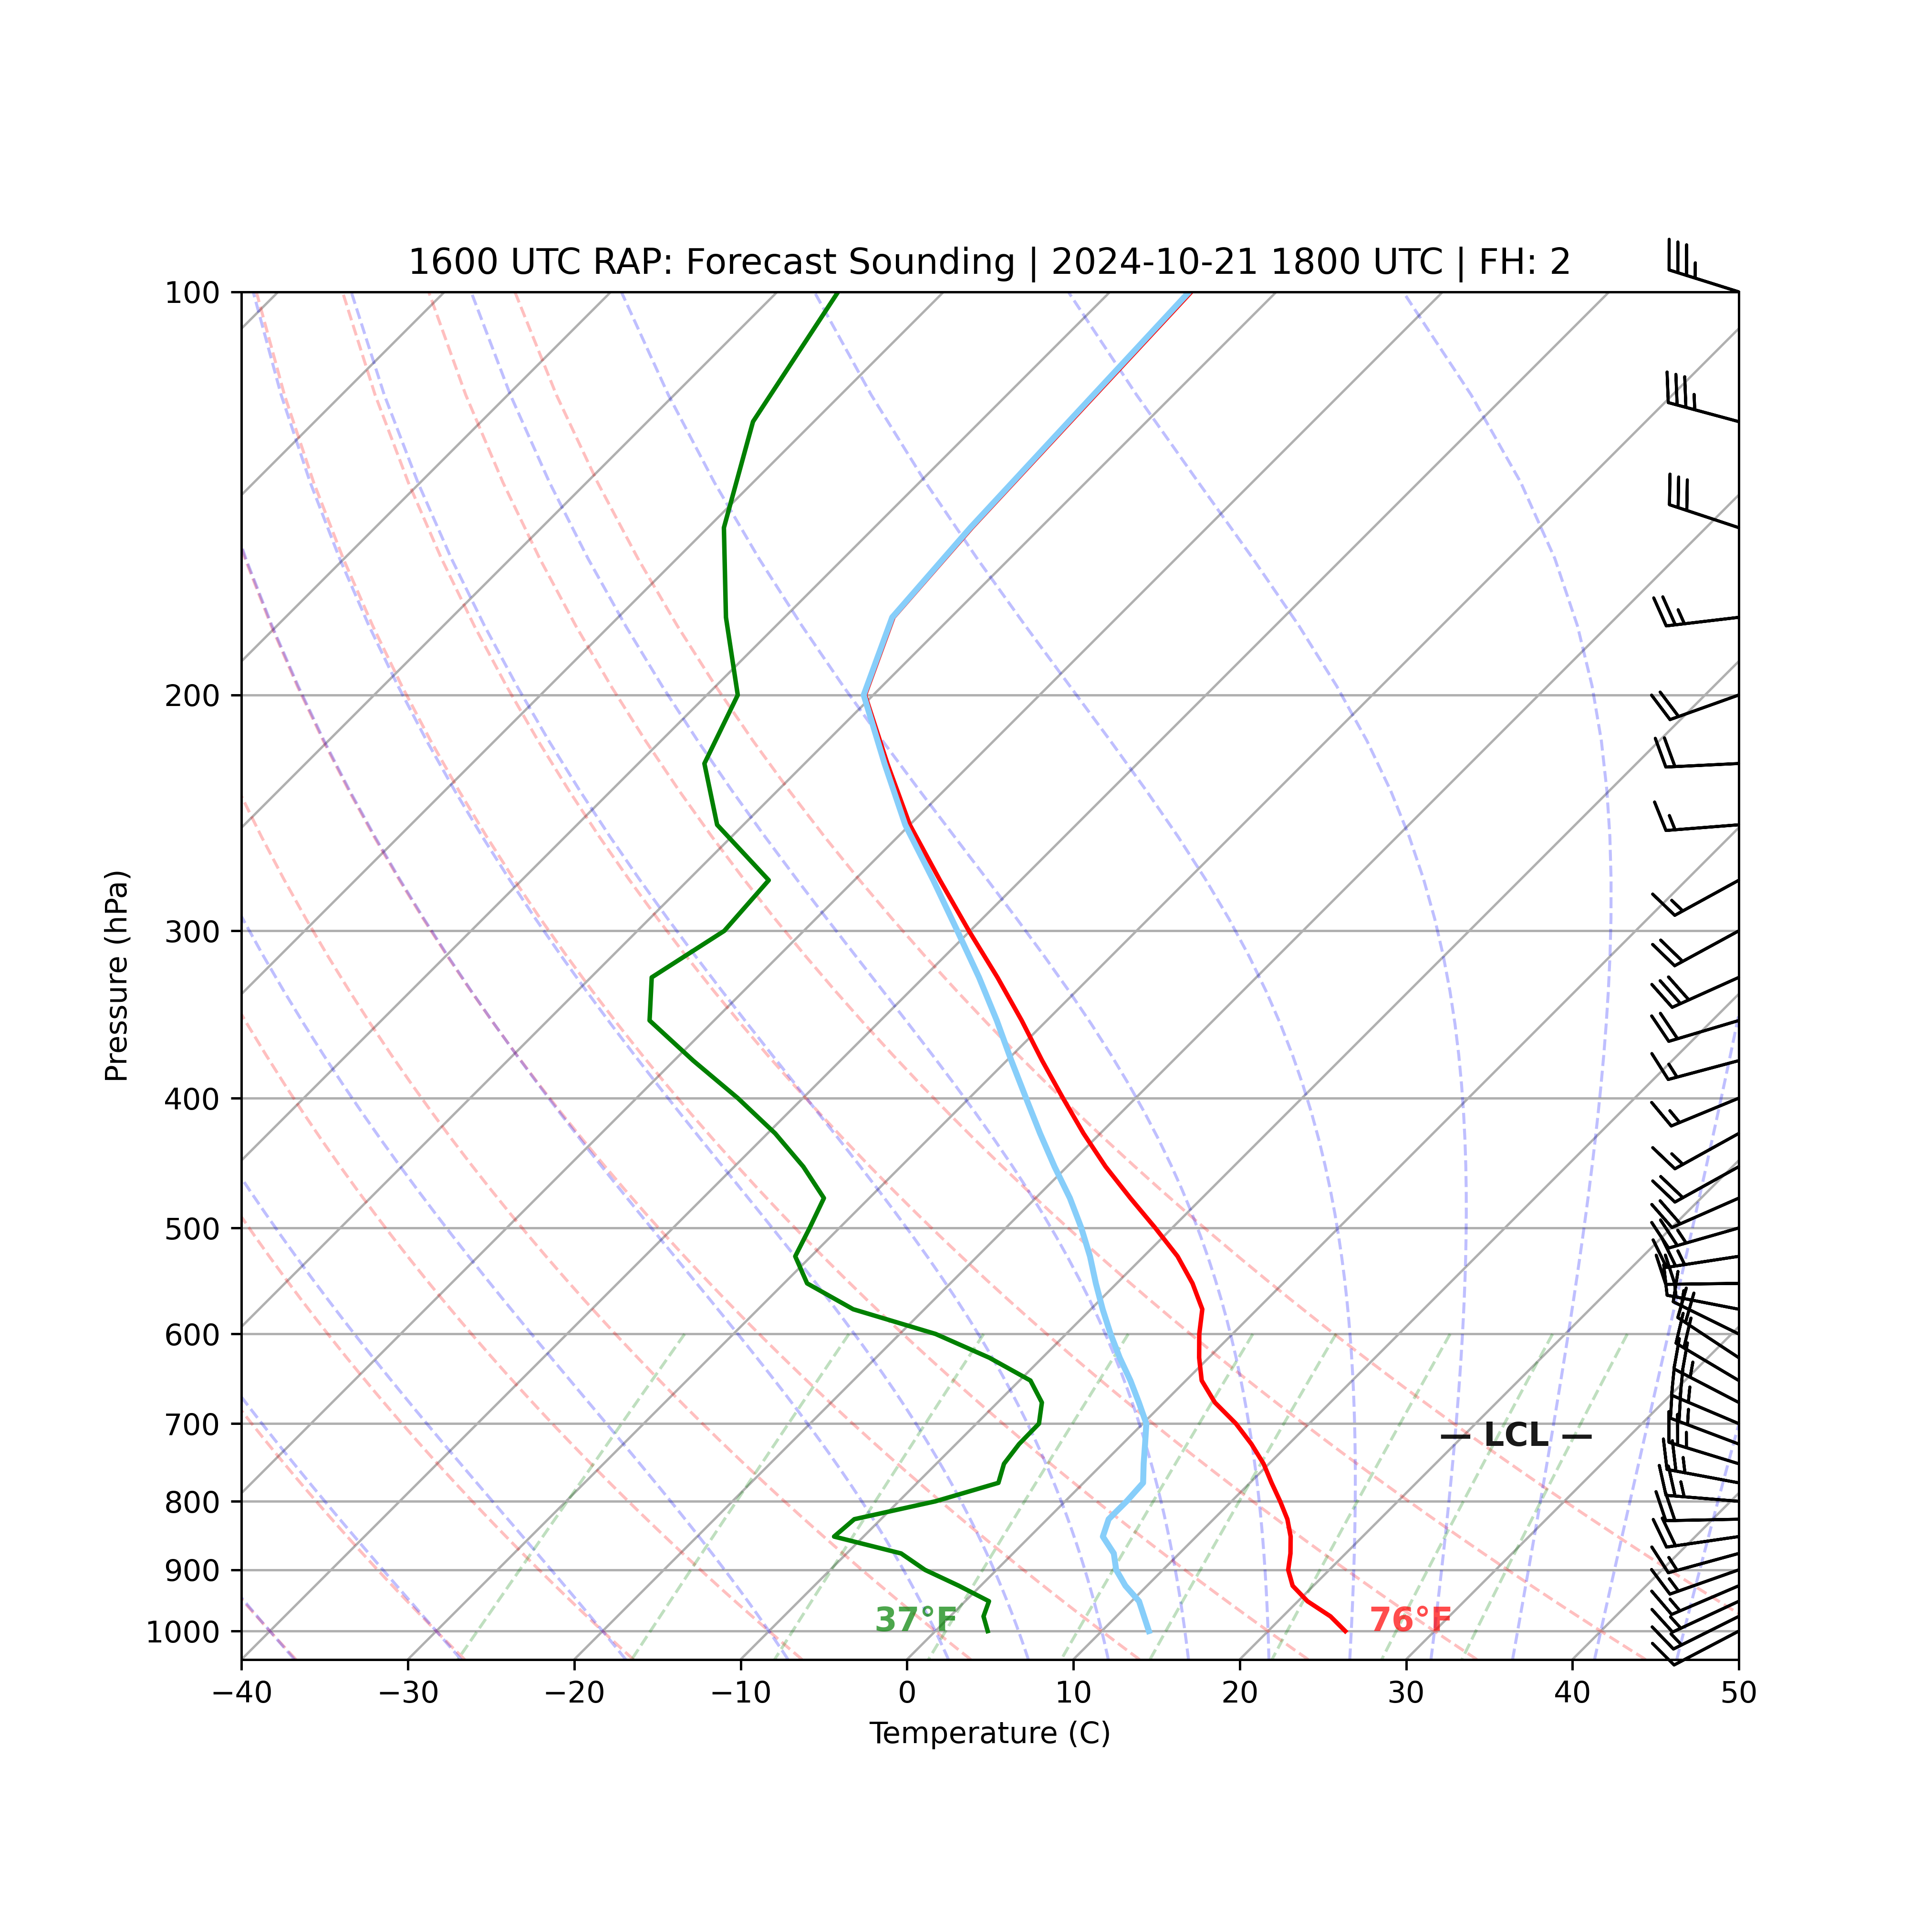 1600 UTC RAP: Forecast Sounding | 2024-10-21 1800 UTC | FH: 2
100
200
300
400
500
600
700
800
900
1000
Pressure (hPa)
— LCL —
37°F
76°F
−40 −30 −20 −10 0 10 20 30 40 50
Temperature (C)